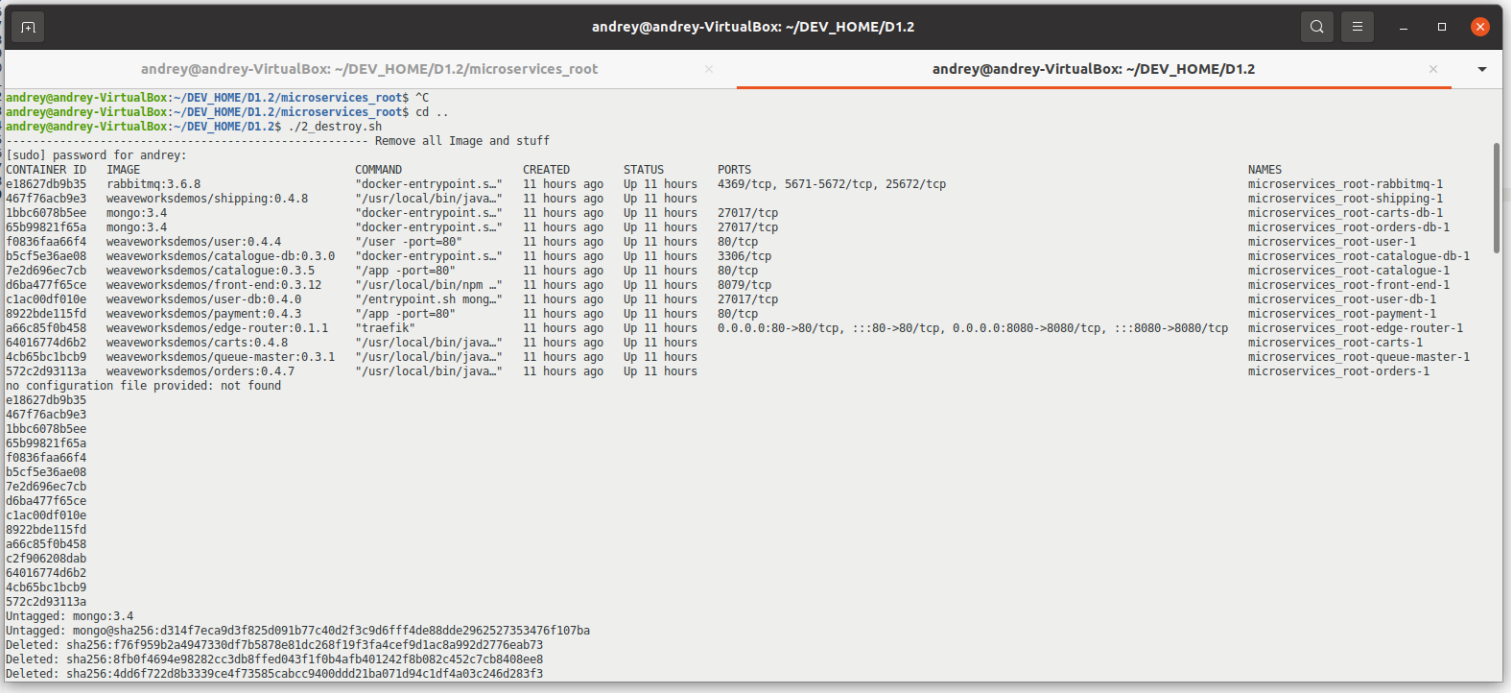 andrey@andrey-VirtualBox: ~/DEV_HOME/D1.2
andrey@andrey-VirtualBox: ~/DEV_HOME/D1.2/microservices_root
andrey@andrey-VirtualBox: ~/DEV_HOME/D1.2
andrey@andrey-VirtualBox:~/DEV_HOME/D1.2/microservices_root$ ^C
andrey@andrey-VirtualBox:~/DEV_HOME/D1.2/microservices_root$ cd ..
andrey@andrey-VirtualBox:~/DEV_HOME/D1.2$ ./2_destroy.sh
------------------------------------------------------ Remove all Image and stuff
[sudo] password for andrey:
CONTAINER ID IMAGE COMMAND CREATED STATUS PORTS NAMES
e18627db9b35 rabbitmq:3.6.8 "docker-entrypoint.s…" 11 hours ago Up 11 hours 4369/tcp, 5671-5672/tcp, 25672/tcp microservices_root-rabbitmq-1
467f76acb9e3 weaveworksdemos/shipping:0.4.8 "/usr/local/bin/java…" 11 hours ago Up 11 hours microservices_root-shipping-1
1bbc6078b5ee mongo:3.4 "docker-entrypoint.s…" 11 hours ago Up 11 hours 27017/tcp microservices_root-carts-db-1
65b99821f65a mongo:3.4 "docker-entrypoint.s…" 11 hours ago Up 11 hours 27017/tcp microservices_root-orders-db-1
f0836faa66f4 weaveworksdemos/user:0.4.4 "/user -port=80" 11 hours ago Up 11 hours 80/tcp microservices_root-user-1
b5cf5e36ae08 weaveworksdemos/catalogue-db:0.3.0 "docker-entrypoint.s…" 11 hours ago Up 11 hours 3306/tcp microservices_root-catalogue-db-1
7e2d696ec7cb weaveworksdemos/catalogue:0.3.5 "/app -port=80" 11 hours ago Up 11 hours 80/tcp microservices_root-catalogue-1
d6ba477f65ce weaveworksdemos/front-end:0.3.12 "/usr/local/bin/npm …" 11 hours ago Up 11 hours 8079/tcp microservices_root-front-end-1
c1ac00df010e weaveworksdemos/user-db:0.4.0 "/entrypoint.sh mong…" 11 hours ago Up 11 hours 27017/tcp microservices_root-user-db-1
8922bde115fd weaveworksdemos/payment:0.4.3 "/app -port=80" 11 hours ago Up 11 hours 80/tcp microservices_root-payment-1
a66c85f0b458 weaveworksdemos/edge-router:0.1.1 "traefik" 11 hours ago Up 11 hours 0.0.0.0:80->80/tcp, :::80->80/tcp, 0.0.0.0:8080->8080/tcp, :::8080->8080/tcp microservices_root-edge-router-1
64016774d6b2 weaveworksdemos/carts:0.4.8 "/usr/local/bin/java…" 11 hours ago Up 11 hours microservices_root-carts-1
4cb65bc1bcb9 weaveworksdemos/queue-master:0.3.1 "/usr/local/bin/java…" 11 hours ago Up 11 hours microservices_root-queue-master-1
572c2d93113a weaveworksdemos/orders:0.4.7 "/usr/local/bin/java…" 11 hours ago Up 11 hours microservices_root-orders-1
no configuration file provided: not found
e18627db9b35
467f76acb9e3
1bbc6078b5ee
65b99821f65a
f0836faa66f4
b5cf5e36ae08
7e2d696ec7cb
d6ba477f65ce
c1ac00df010e
8922bde115fd
a66c85f0b458
c2f906208dab
64016774d6b2
4cb65bc1bcb9
572c2d93113a
Untagged: mongo:3.4
Untagged: mongo@sha256:d314f7eca9d3f825d091b77c40d2f3c9d6fff4de88dde2962527353476f107ba
Deleted: sha256:f76f959b2a4947330df7b5878e81dc268f19f3fa4cef9d1ac8a992d2776eab73
Deleted: sha256:8fb0f4694e98282cc3db8ffed043f1f0b4afb401242f8b082c452c7cb8408ee8
Deleted: sha256:4dd6f722d8b3339ce4f73585cabcc9400ddd21ba071d94c1df4a03c246d283f3